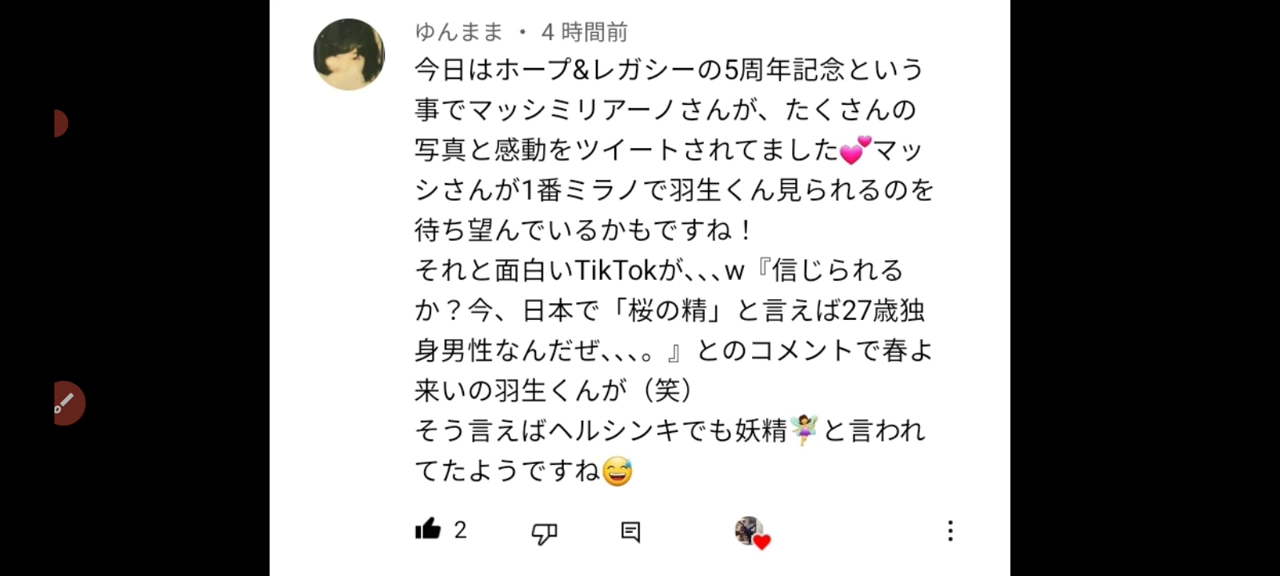 ゆんまま・4 時間前
今日はホープ&レガシーの5周年記念という
事でマッシミリアーノさんが、たくさんの
写真と感動をツイートされてました💕マッ
シさんが1番ミラノで羽生くん見られるのを
待ち望んでいるかもですね！
それと面白いTikTokが､､､w『信じられる
か？今、日本で「桜の精」と言えば27歳独
身男性なんだぜ､､､。』とのコメントで春よ
来いの羽生くんが（笑）
そう言えばヘルシンキでも妖精🧚‍♀️と言われ
てたようですね😅
2